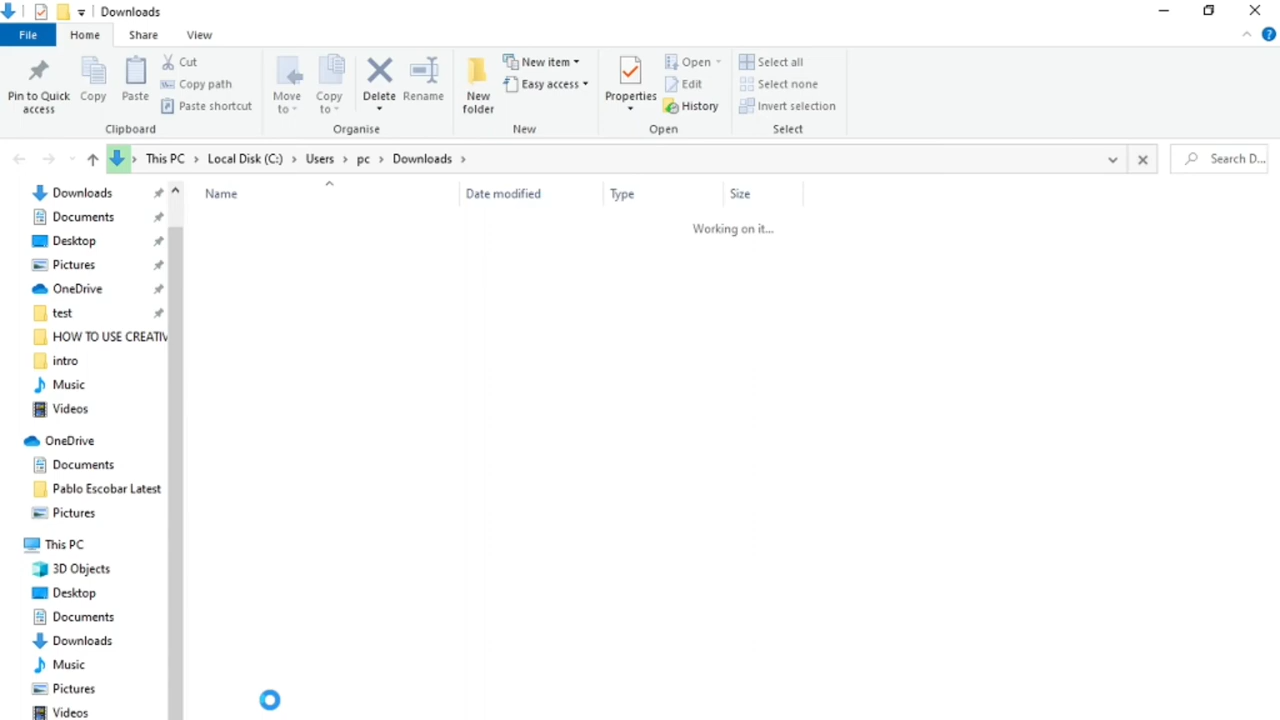 Downloads
File Home Share View
Pin to Quick access
Copy
Paste
Cut
Copy path
Paste shortcut
Clipboard
Move to
Copy to
Delete
Rename
Organise
New folder
New item
Easy access
New
Properties
Open
Edit
History
Open
Select all
Select none
Invert selection
Select
This PC Local Disk (C:) Users pc Downloads
Search D...
Name Date modified Type Size
Working on it...
Downloads
Documents
Desktop
Pictures
OneDrive
test
HOW TO USE CREATIV
intro
Music
Videos
OneDrive
Documents
Pablo Escobar Latest
Pictures
This PC
3D Objects
Desktop
Documents
Downloads
Music
Pictures
Videos